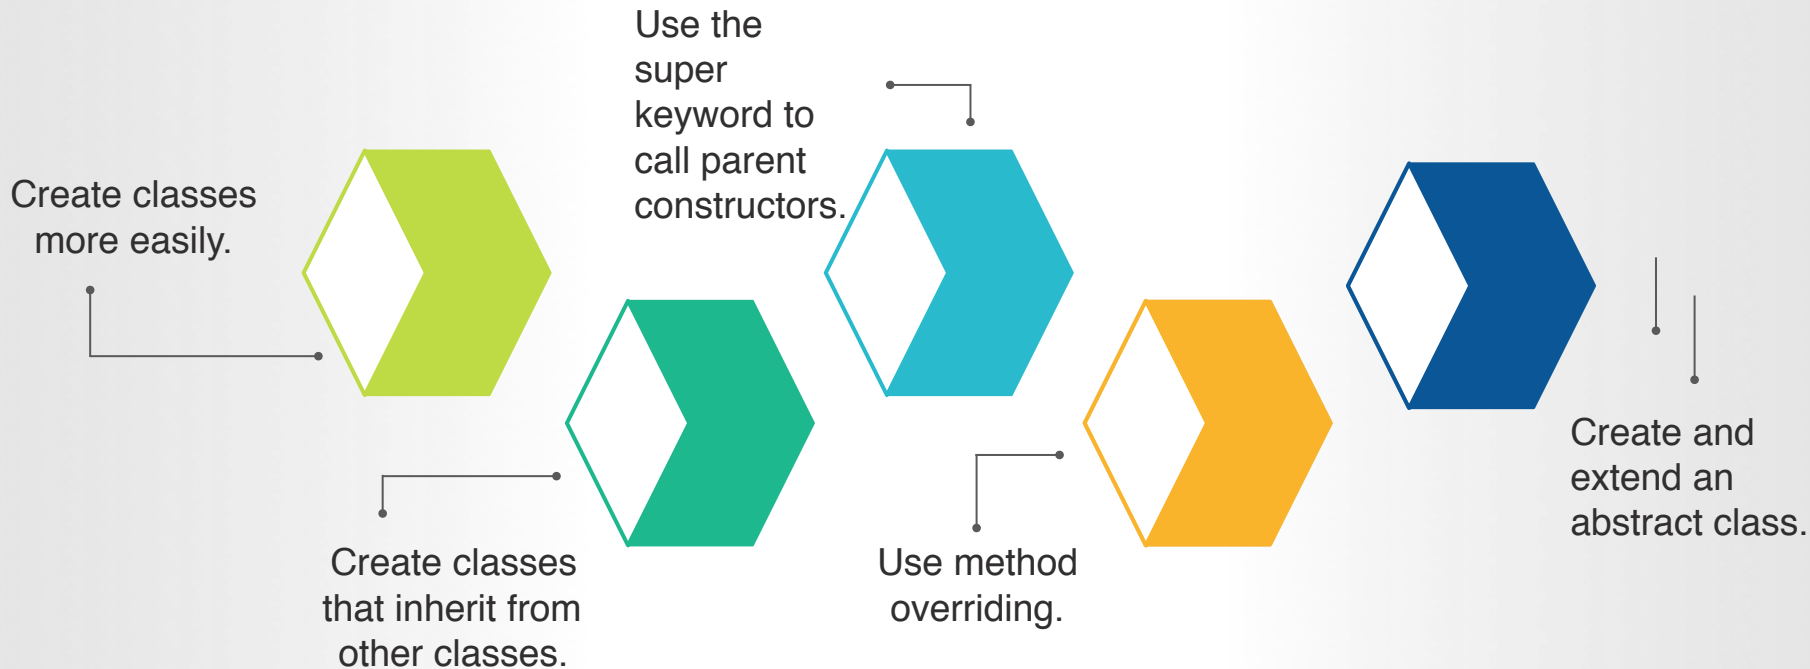 Create classes
more easily.
Create classes
that inherit from
other classes.
Use the
super
keyword to
call parent
constructors.
Use method
overriding.
Create and
extend an
abstract class.